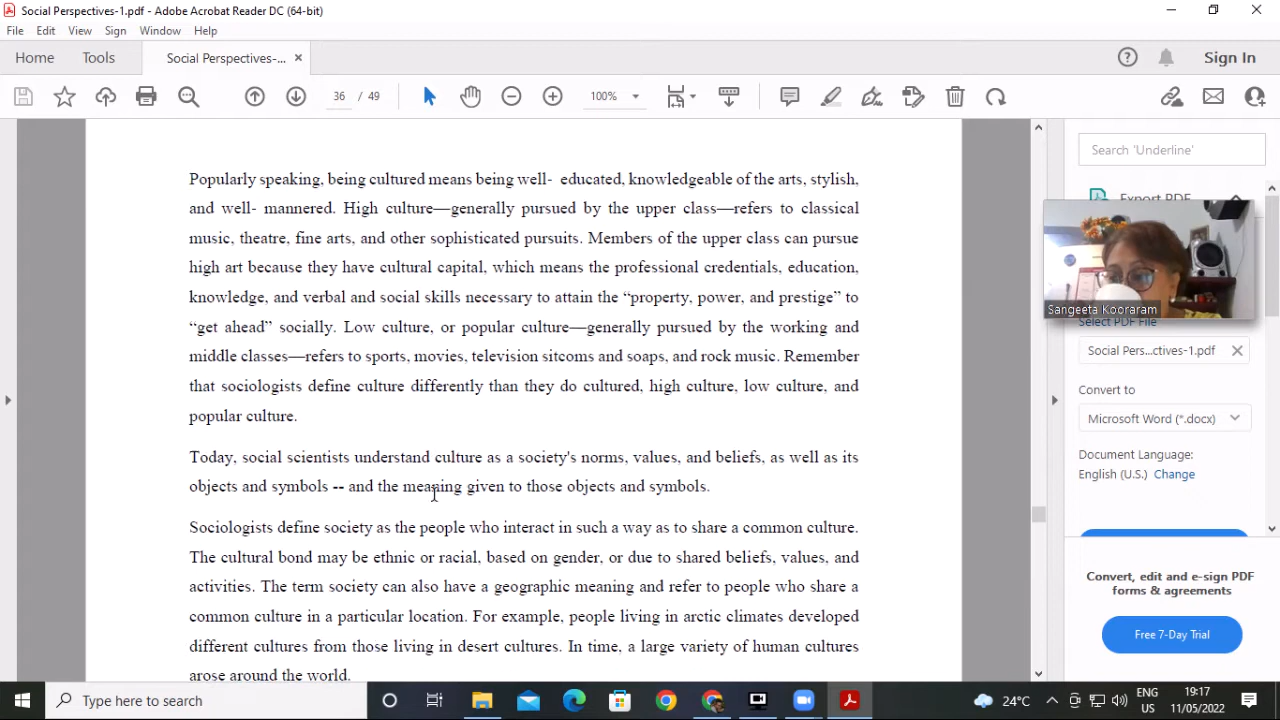 Social Perspectives-1.pdf - Adobe Acrobat Reader DC (64-bit)
File Edit View Sign Window Help
Home Tools Social Perspectives-... × Sign In
36 / 49 100%
Search 'Underline'
Export PDF
Popularly speaking, being cultured means being well- educated, knowledgeable of the arts, stylish,
and well- mannered. High culture—generally pursued by the upper class—refers to classical
music, theatre, fine arts, and other sophisticated pursuits. Members of the upper class can pursue
high art because they have cultural capital, which means the professional credentials, education,
knowledge, and verbal and social skills necessary to attain the “property, power, and prestige” to
“get ahead” socially. Low culture, or popular culture—generally pursued by the working and
middle classes—refers to sports, movies, television sitcoms and soaps, and rock music. Remember
that sociologists define culture differently than they do cultured, high culture, low culture, and
popular culture.
Today, social scientists understand culture as a society's norms, values, and beliefs, as well as its
objects and symbols -- and the meaning given to those objects and symbols.
Sociologists define society as the people who interact in such a way as to share a common culture.
The cultural bond may be ethnic or racial, based on gender, or due to shared beliefs, values, and
activities. The term society can also have a geographic meaning and refer to people who share a
common culture in a particular location. For example, people living in arctic climates developed
different cultures from those living in desert cultures. In time, a large variety of human cultures
arose around the world.
Sangeeta Kooraram
Select PDF File
Social Pers...ctives-1.pdf
Convert to
Microsoft Word (*.docx)
Document Language:
English (U.S.) Change
Convert, edit and e-sign PDF
forms & agreements
Free 7-Day Trial
Type here to search
24°C
ENG
US
19:17
11/05/2022